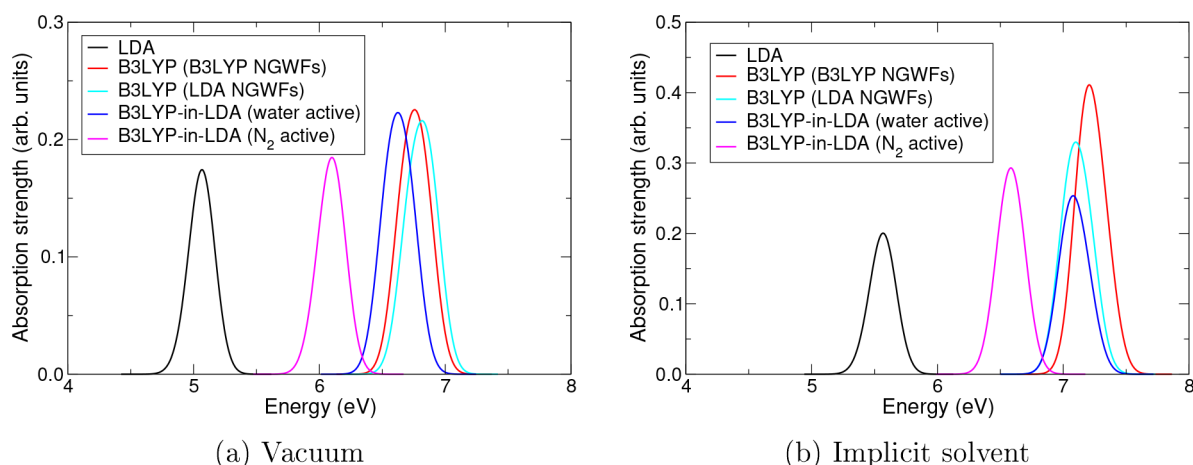 0.3
0.2
0.1
0.0
Absorption strength (arb. units)
LDA
B3LYP (B3LYP NGWFs)
B3LYP (LDA NGWFs)
B3LYP-in-LDA (water active)
B3LYP-in-LDA (N2 active)
4 5 6 7 8
Energy (eV)
(a) Vacuum
0.5
0.4
0.3
0.2
0.1
0.0
Absorption strength (arb. units)
LDA
B3LYP (B3LYP NGWFs)
B3LYP (LDA NGWFs)
B3LYP-in-LDA (water active)
B3LYP-in-LDA (N2 active)
4 5 6 7 8
Energy (eV)
(b) Implicit solvent